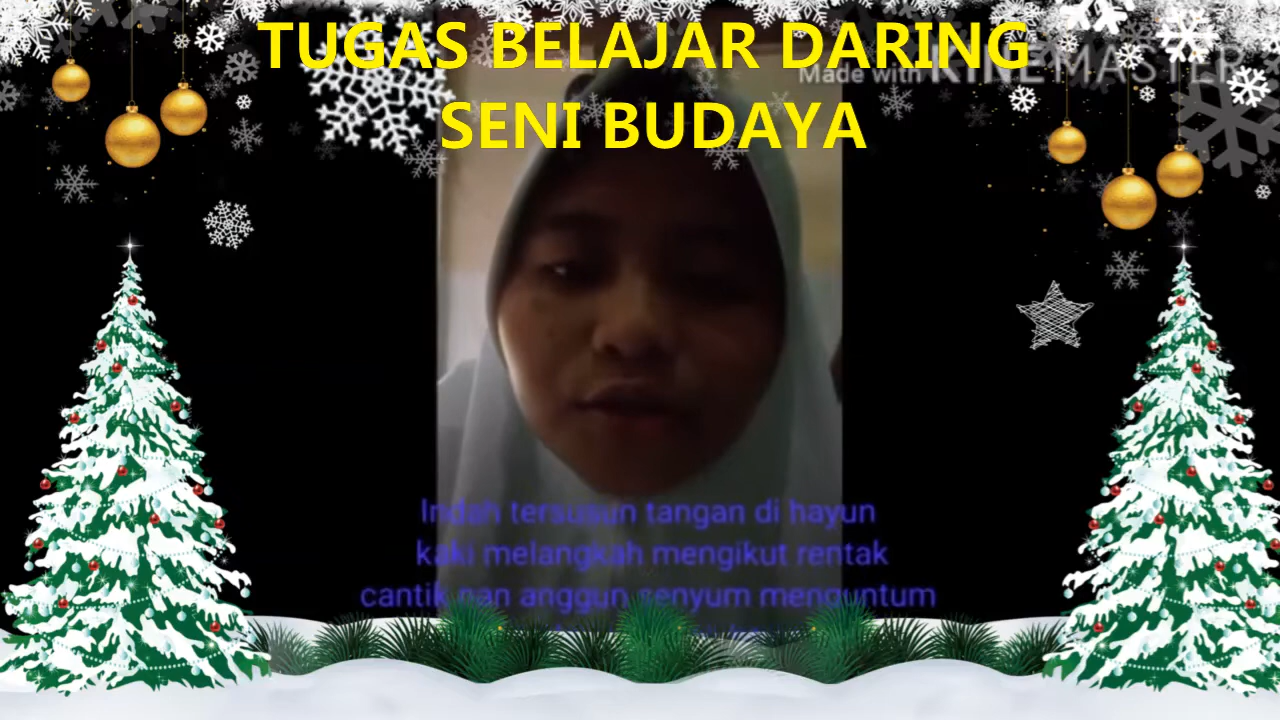 TUGAS BELAJAR DARING
Made with KINEMASTER
SENI BUDAYA
Indah tersusun tangan di hayun
kaki melangkah mengikut rentak
cantik nan anggun senyum menguntum